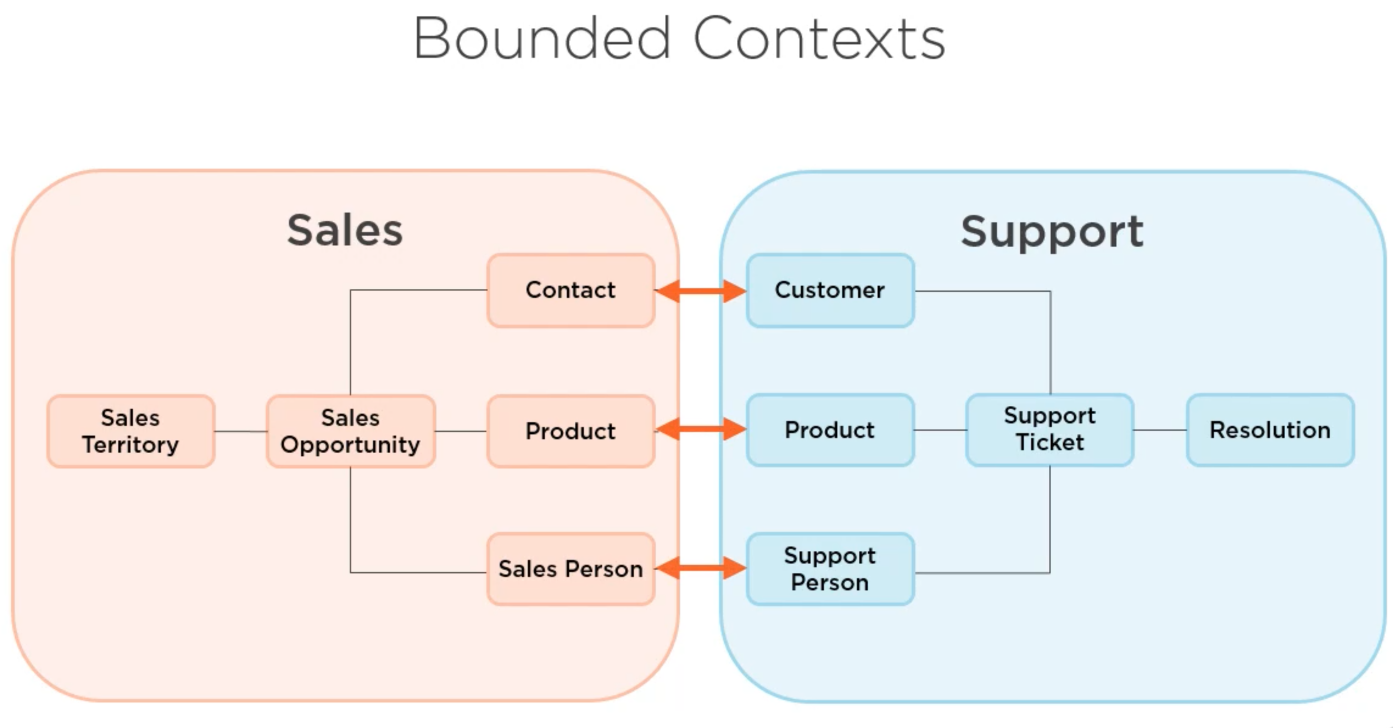 Bounded Contexts
Sales
Support
Contact
Customer
Sales
Territory
Sales
Opportunity
Product
Product
Support
Ticket
Resolution
Sales Person
Support
Person